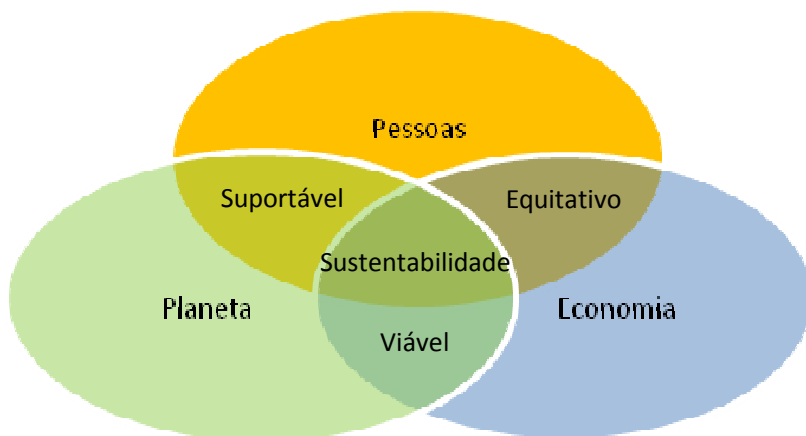 Pessoas
Suportável
Equitativo
Sustentabilidade
Planeta
Economia
Viável